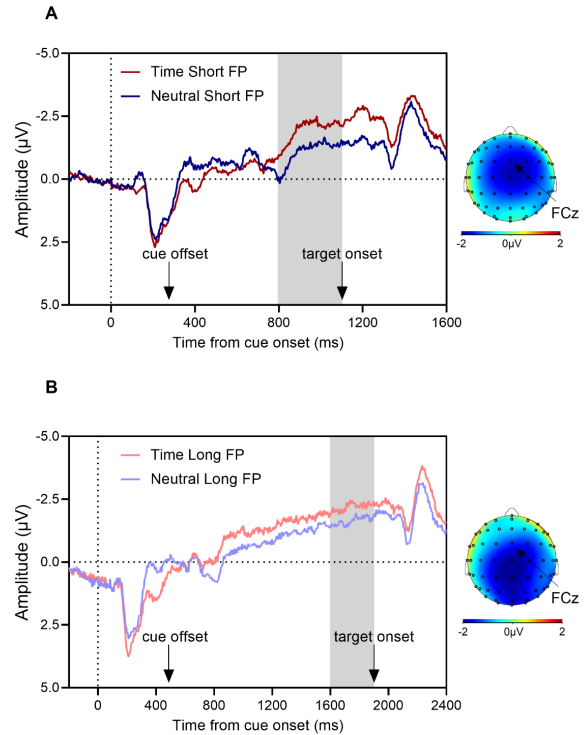 A
Time Short FP
Neutral Short FP
-5.0
-2.5
0.0
2.5
5.0
Amplitude (μV)
cue offset
target onset
0 400 800 1200 1600
Time from cue onset (ms)
FCz
-2 0μV 2
B
Time Long FP
Neutral Long FP
-5.0
-2.5
0.0
2.5
5.0
Amplitude (μV)
cue offset
target onset
0 400 800 1200 1600 2000 2400
Time from cue onset (ms)
FCz
-2 0μV 2